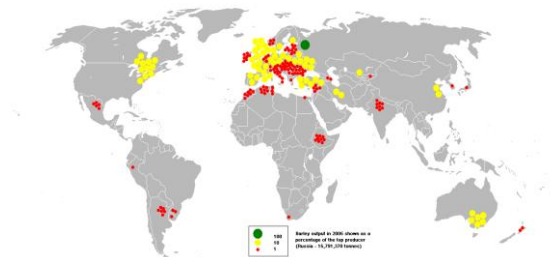 100
10
1
Barley output in 2005 shown as a
percentage of the top producer
(Russia - 15,791,370 tonnes)